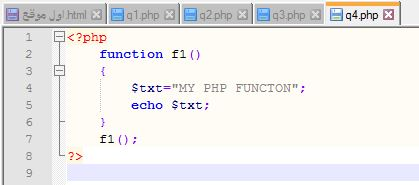 اول موقع.html q1.php q2.php q3.php q4.php
1 <?php
2 function f1()
3 {
4 $txt="MY PHP FUNCTON";
5 echo $txt;
6 }
7 f1();
8 ?>
9